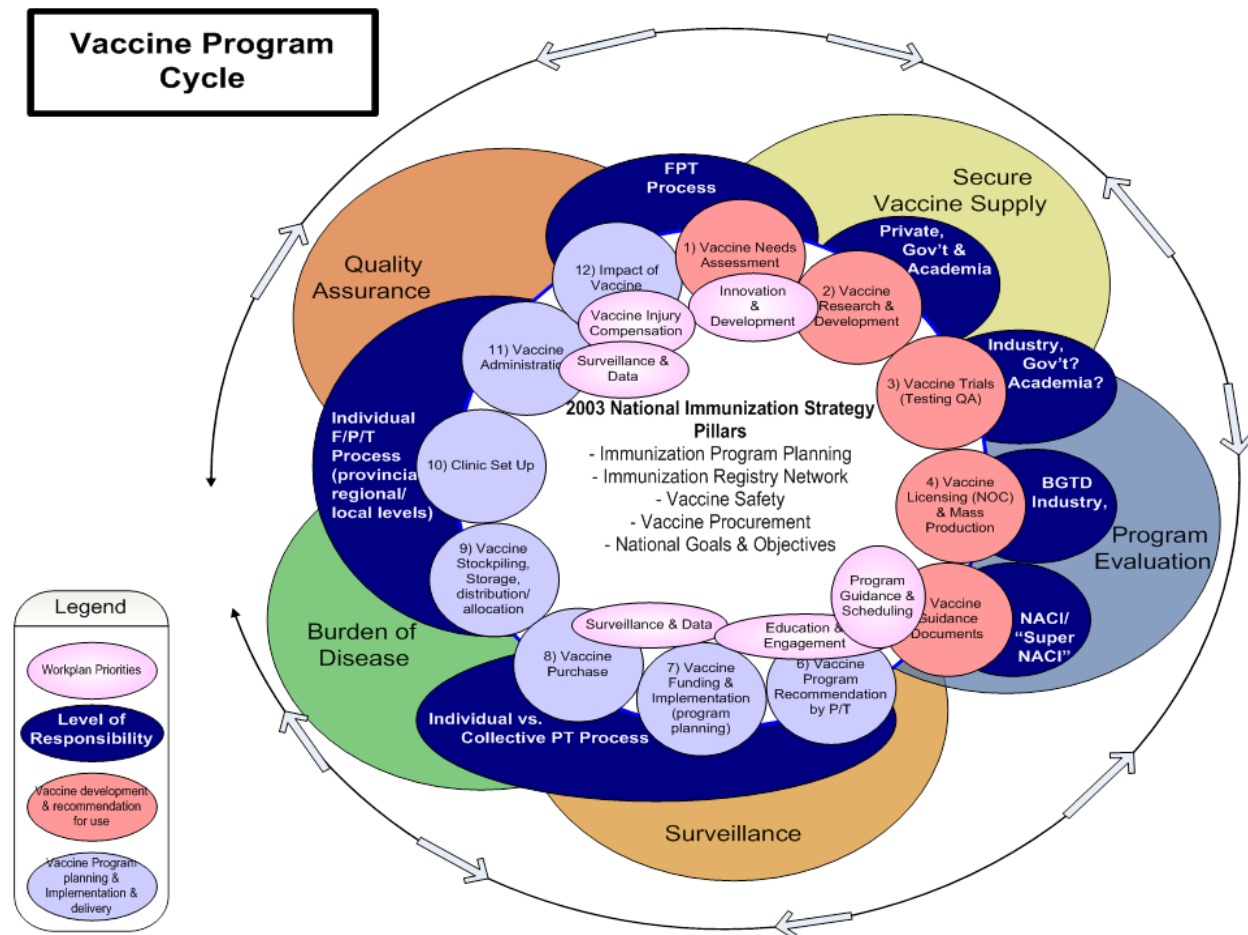 Vaccine Program
Cycle
FPT
Process
Secure
Vaccine Supply
Private,
Gov't &
Academia
1) Vaccine Needs
Assessment
12) Impact of
Vaccine
Innovation
&
Development
2) Vaccine
Research &
Development
Quality
Assurance
Vaccine Injury
Compensation
11) Vaccine
Administratio
Surveillance &
Data
Industry,
Gov't?
Academia?
3) Vaccine Trials
(Testing QA)
2003 National Immunization Strategy
Pillars
- Immunization Program Planning
- Immunization Registry Network
- Vaccine Safety
- Vaccine Procurement
- National Goals & Objectives
Individual
F/P/T
Process
(provincia
regional/
local levels)
10) Clinic Set Up
4) Vaccine
Licensing (NOC)
& Mass
Production
BGTD
Industry,
Program
Evaluation
9) Vaccine
Stockpiling,
Storage,
distribution/
allocation
Program
Guidance &
Scheduling
Vaccine
Guidance
Documents
NACI/
“Super
NACI”
Burden of
Disease
Surveillance & Data
Education &
Engagement
8) Vaccine
Purchase
7) Vaccine
Funding &
Implementation
(program
planning)
6) Vaccine
Program
Recommendation
by P/T
Individual vs.
Collective PT Process
Surveillance
Legend
Workplan Priorities
Level of
Responsibility
Vaccine development
& recommendation
for use
Vaccine Program
planning &
Implementation &
delivery